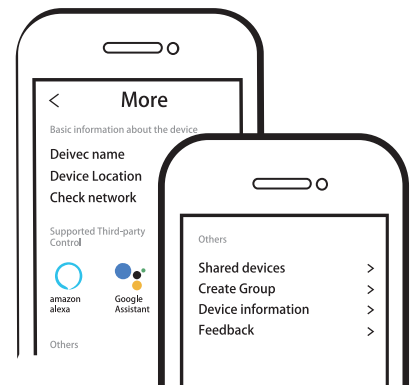 <
More
Basic information about the device
Deivec name
Device Location
Check network
Supported Third-party
Control
amazon
alexa
Google
Assistant
Others
Others
Shared devices >
Create Group >
Device information >
Feedback >